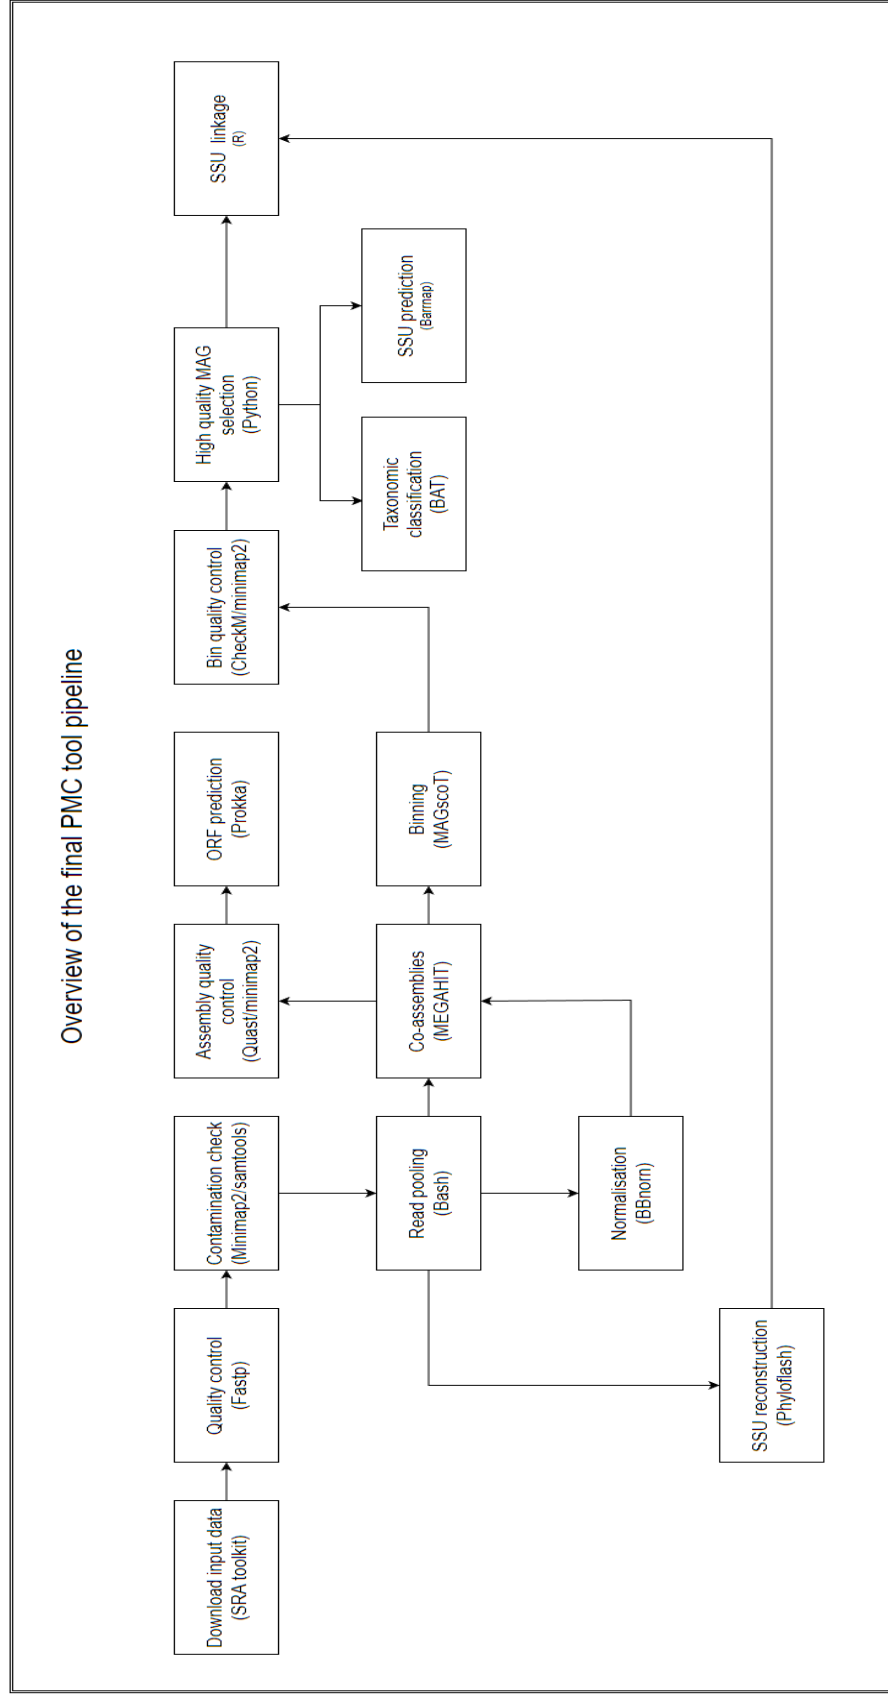 Overview of the final PMC tool pipeline
Download input data
(SRA toolkit)
Quality control
(Fastp)
Contamination check
(Minimap2/samtools)
Assembly quality
control
(Quast/minimap2)
ORF prediction
(Prokka)
Bin quality control
(CheckM/minimap2)
High quality MAG
selection
(Python)
SSU linkage
(R)
Read pooling
(Bash)
Co-assemblies
(MEGAHIT)
Binning
(MAGscoT)
Taxonomic
classification
(BAT)
SSU prediction
(Barrnap)
Normalisation
(BBnorn)
SSU reconstruction
(Phyloflash)